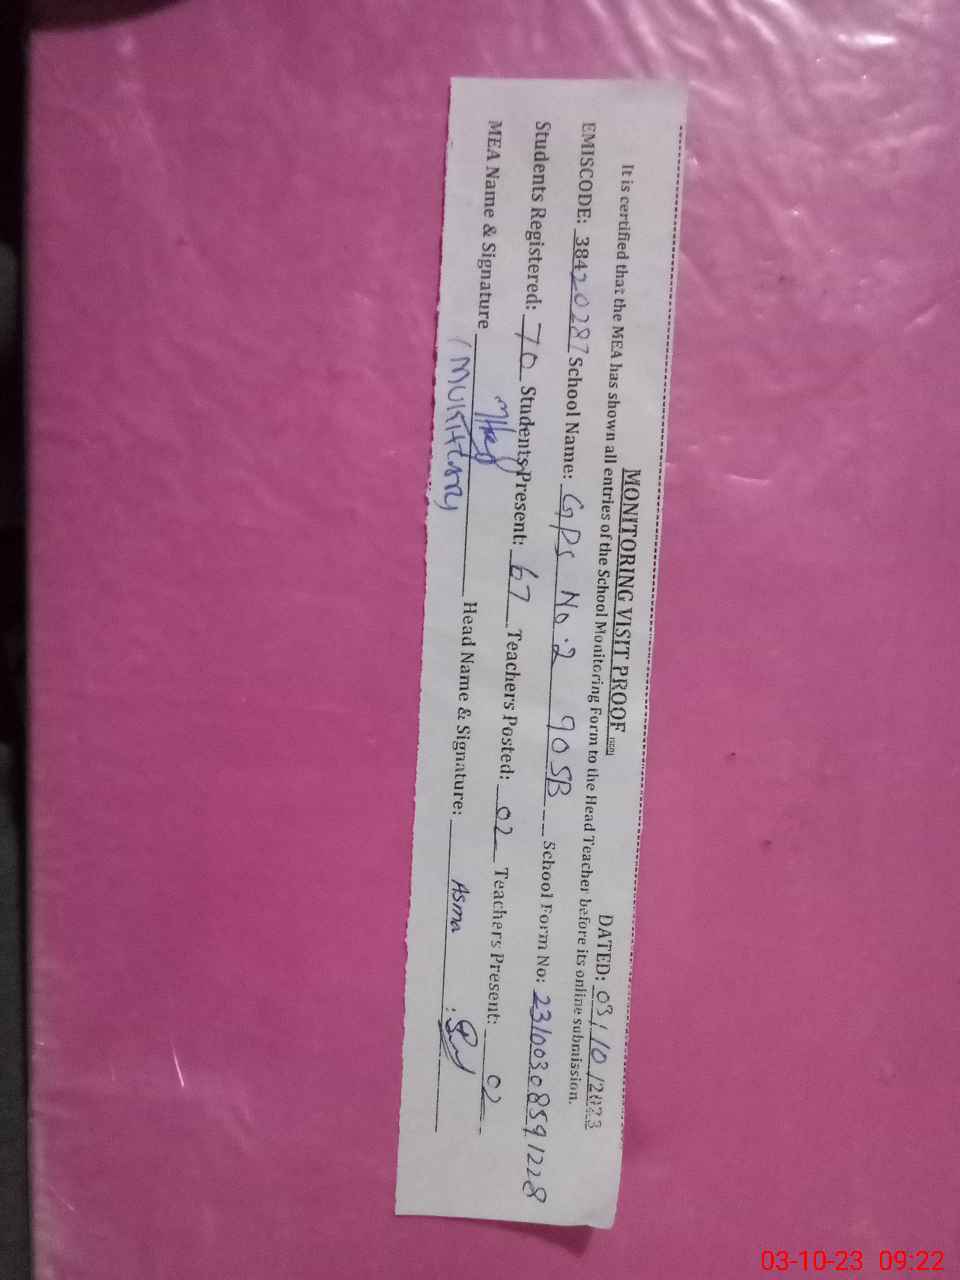 MONITORING VISIT PROOF
DATED: 03/10/2023
It is certified that the MEA has shown all entries of the School Monitoring Form to the Head Teacher before its online submission.
EMISCODE: 38420287 School Name: GPS No.2 90 SB School Form No: 23100308591228
Students Registered: 70 Students Present: 67 Teachers Posted: 02 Teachers Present: 02
MEA Name & Signature Head Name & Signature: Asma
03-10-23 09:22